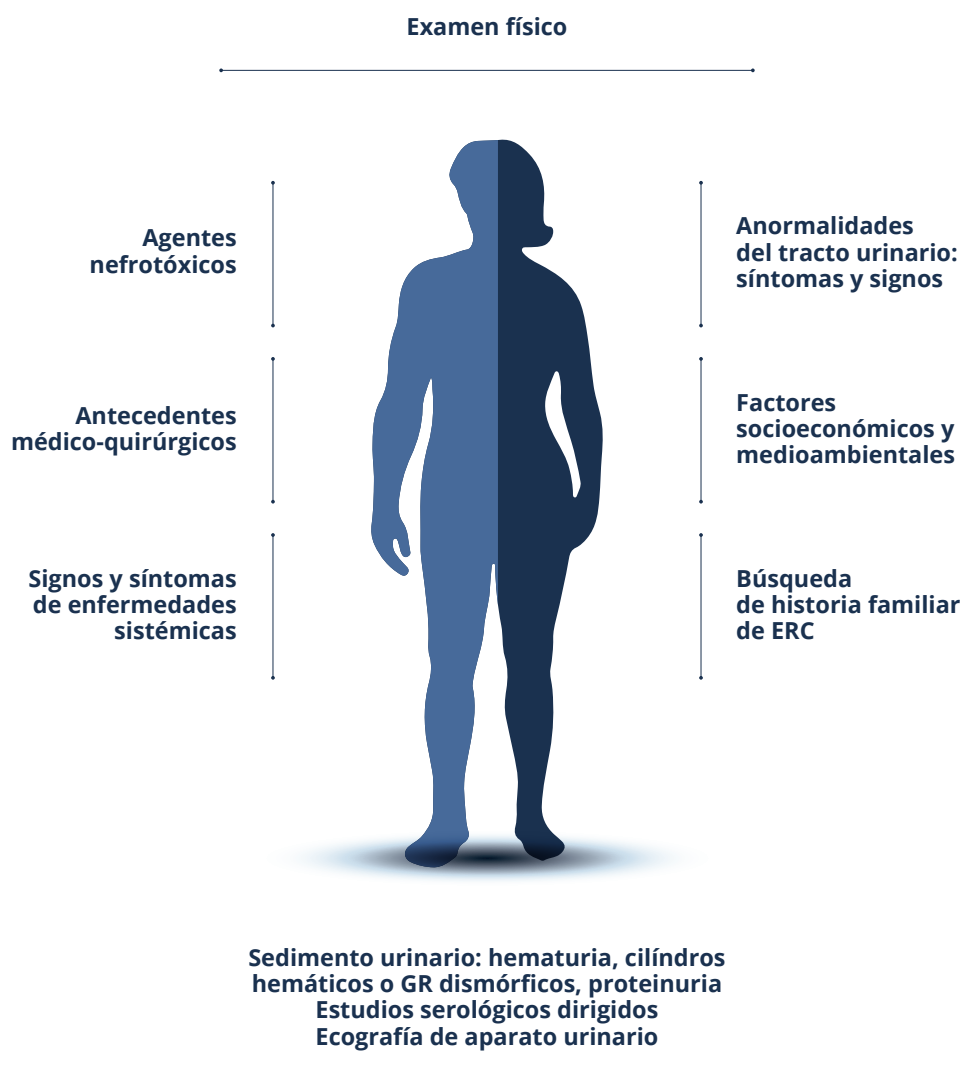 Examen físico
Agentes
nefrotóxicos
Anormalidades
del tracto urinario:
síntomas y signos
Antecedentes
médico-quirúrgicos
Factores
socioeconómicos y
medioambientales
Signos y síntomas
de enfermedades
sistémicas
Búsqueda
de historia familiar
de ERC
Sedimento urinario: hematuria, cilíndros
hemáticos o GR dismórficos, proteinuria
Estudios serológicos dirigidos
Ecografía de aparato urinario